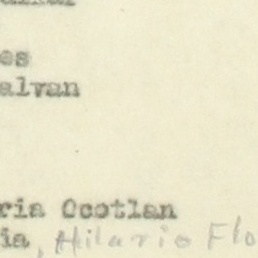 es
alvan
ria Ocotlan
ia, Hilario Flo